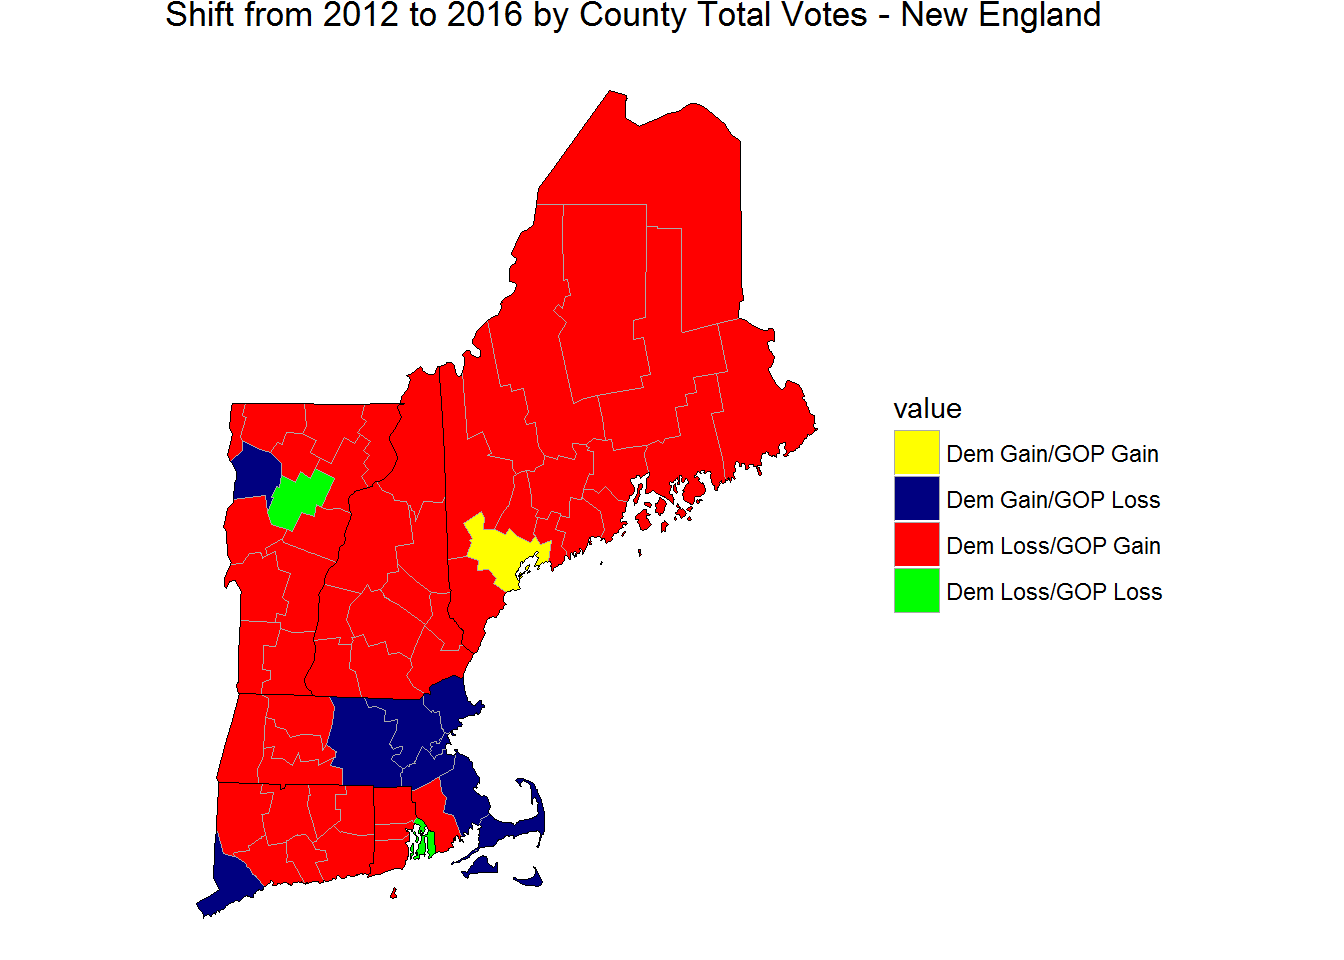 Shift from 2012 to 2016 by County Total Votes - New England
value
Dem Gain/GOP Gain
Dem Gain/GOP Loss
Dem Loss/GOP Gain
Dem Loss/GOP Loss